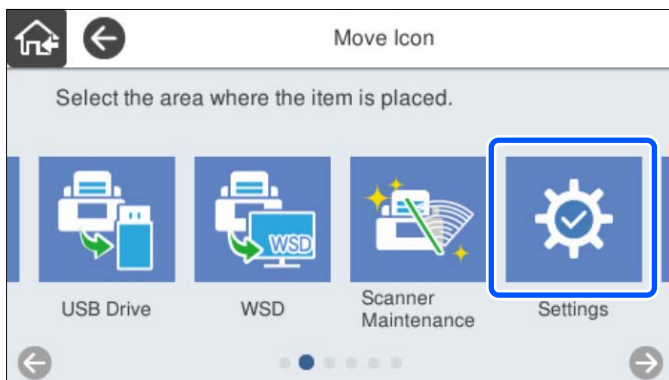 Move Icon
Select the area where the item is placed.
WSD
USB Drive
WSD
Scanner
Maintenance
Settings